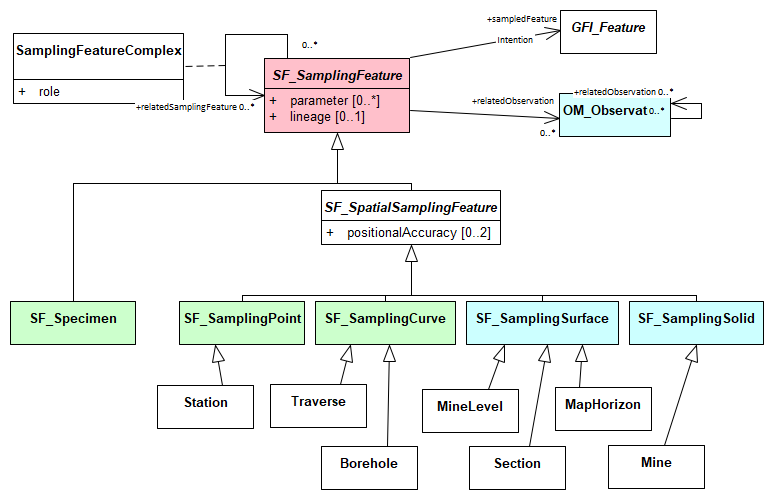 +sampledFeature
GFI_Feature
Intention
SamplingFeatureComplex
+ role
0..*
+relatedSamplingFeature 0..*
SF_SamplingFeature
+ parameter [0..*]
+ lineage [0..1]
+relatedObservation
0..*
+relatedObservation 0..*
OM_Observat
0..*
SF_SpatialSamplingFeature
+ positionalAccuracy [0..2]
SF_Specimen
SF_SamplingPoint
SF_SamplingCurve
SF_SamplingSurface
SF_SamplingSolid
Station
Traverse
MineLevel
MapHorizon
Borehole
Section
Mine